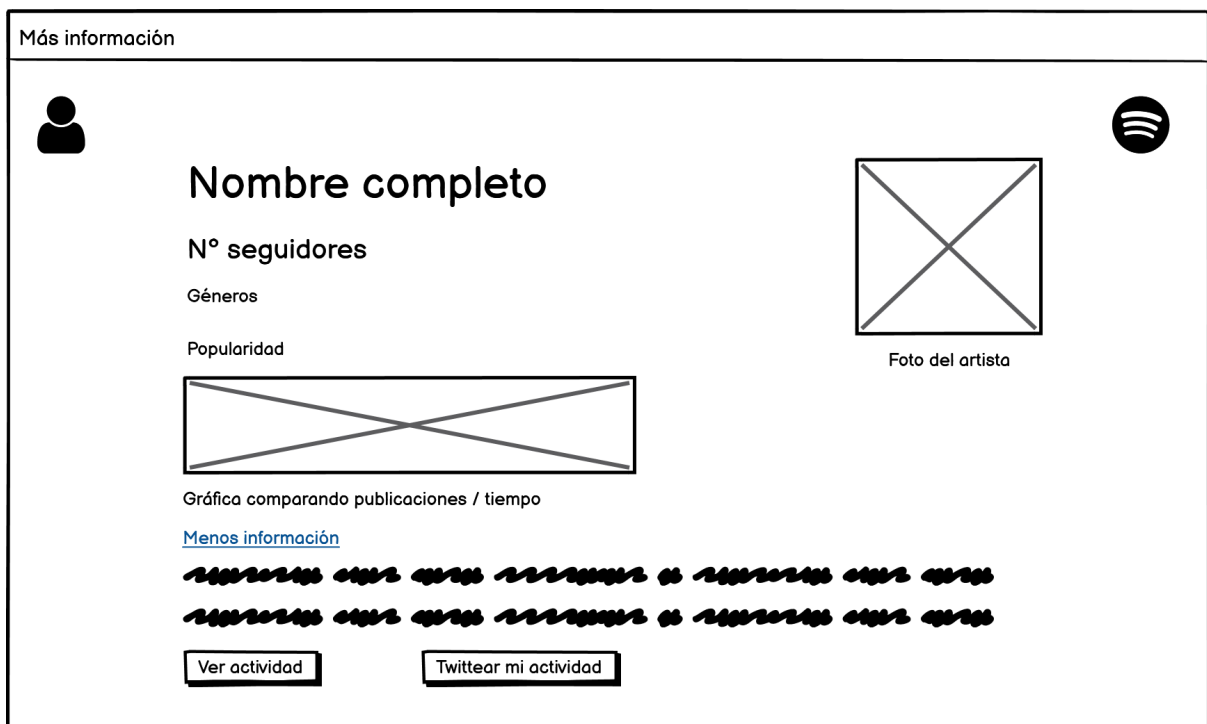 Más información
Nombre completo
Nº seguidores
Géneros
Popularidad
Foto del artista
Gráfica comparando publicaciones / tiempo
Menos información
Ver actividad
Twittear mi actividad